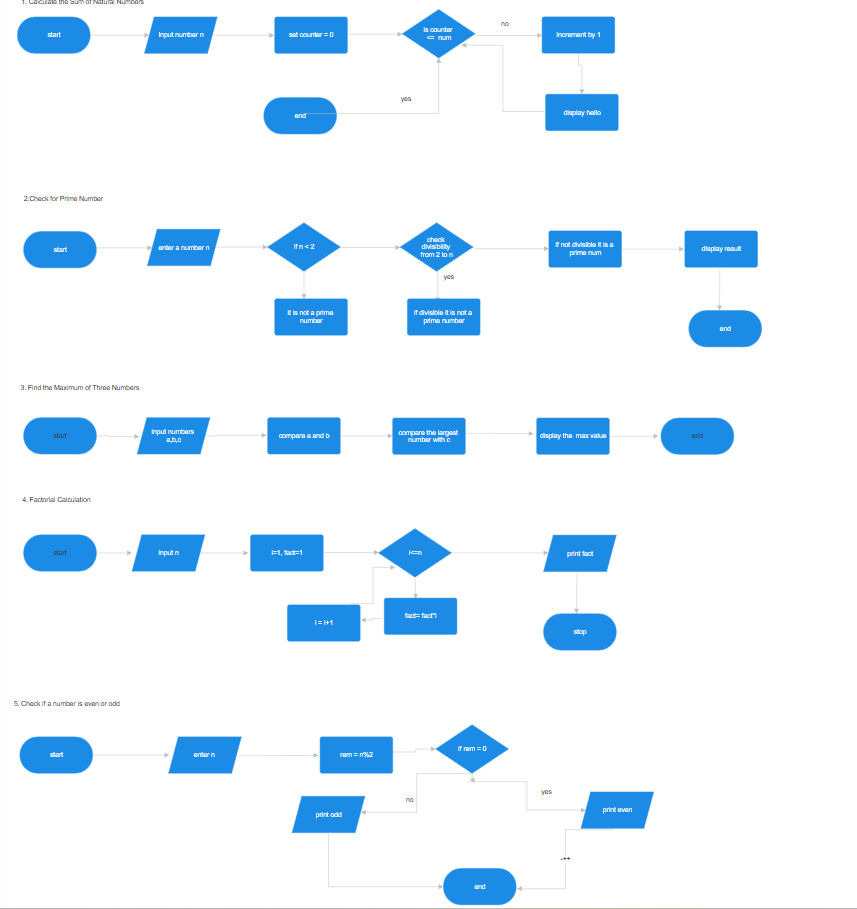 1. Calculate the Sum of Natural Numbers
start
Input number n
set counter = 0
is counter
<= num
no
Increment by 1
yes
end
display hello
2.Check for Prime Number
start
enter a number n
if n < 2
check
divisibility
from 2 to n
if not divisible it is a
prime num
display result
yes
it is not a prime
number
if divisible it is not a
prime number
end
3. Find the Maximum of Three Numbers
start
Input numbers
a,b,c
compare a and b
compare the largest
number with c
display the max value
end
4. Factorial Calculation
start
Input n
i=1, fact=1
i<=n
print fact
i = i+1
fact= fact*i
stop
5. Check if a number is even or odd
start
enter n
rem = n%2
if rem = 0
no
yes
print odd
print even
-++
end